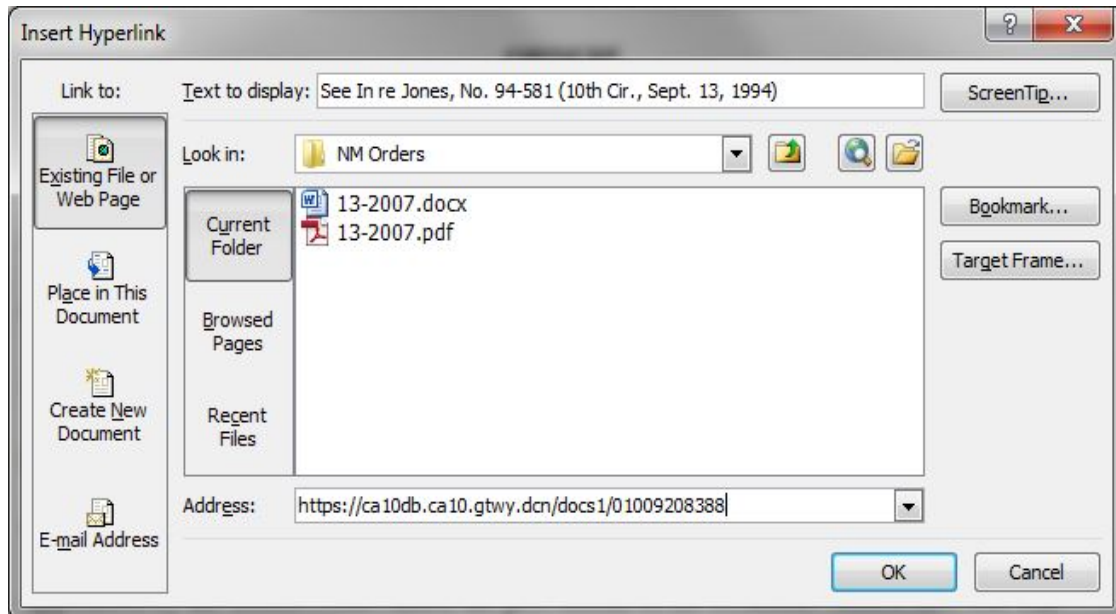 Insert Hyperlink
Link to:
Text to display: See In re Jones, No. 94-581 (10th Cir., Sept. 13, 1994)
ScreenTip...
Existing File or
Web Page
Look in: NM Orders
Current
Folder
13-2007.docx
13-2007.pdf
Bookmark...
Target Frame...
Place in This
Document
Browsed
Pages
Create New
Document
Recent
Files
Address: https://ca10db.ca10.gtwy.dcn/docs1/01009208388
E-mail Address
OK
Cancel